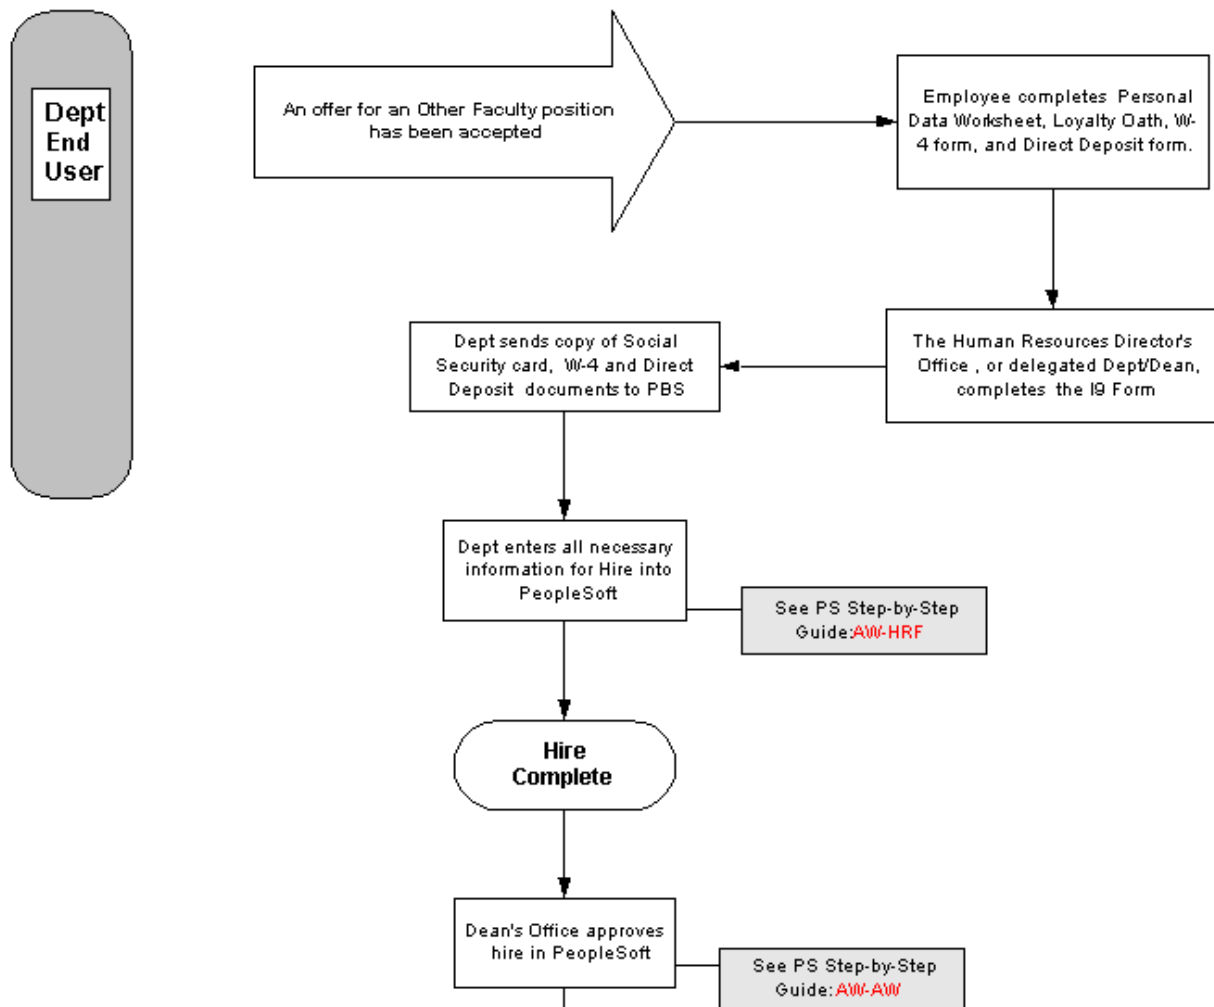 Dept
End
User
An offer for an Other Faculty position
has been accepted
Employee completes Personal
Data Worksheet, Loyalty Oath, W-
4 form, and Direct Deposit form.
The Human Resources Director's
Office , or delegated Dept/Dean,
completes the I9 Form
Dept sends copy of Social
Security card, W-4 and Direct
Deposit documents to PBS
Dept enters all necessary
information for Hire into
PeopleSoft
See PS Step-by-Step
Guide:AW-HRF
Hire
Complete
Dean's Office approves
hire in PeopleSoft
See PS Step-by-Step
Guide:AW-AW